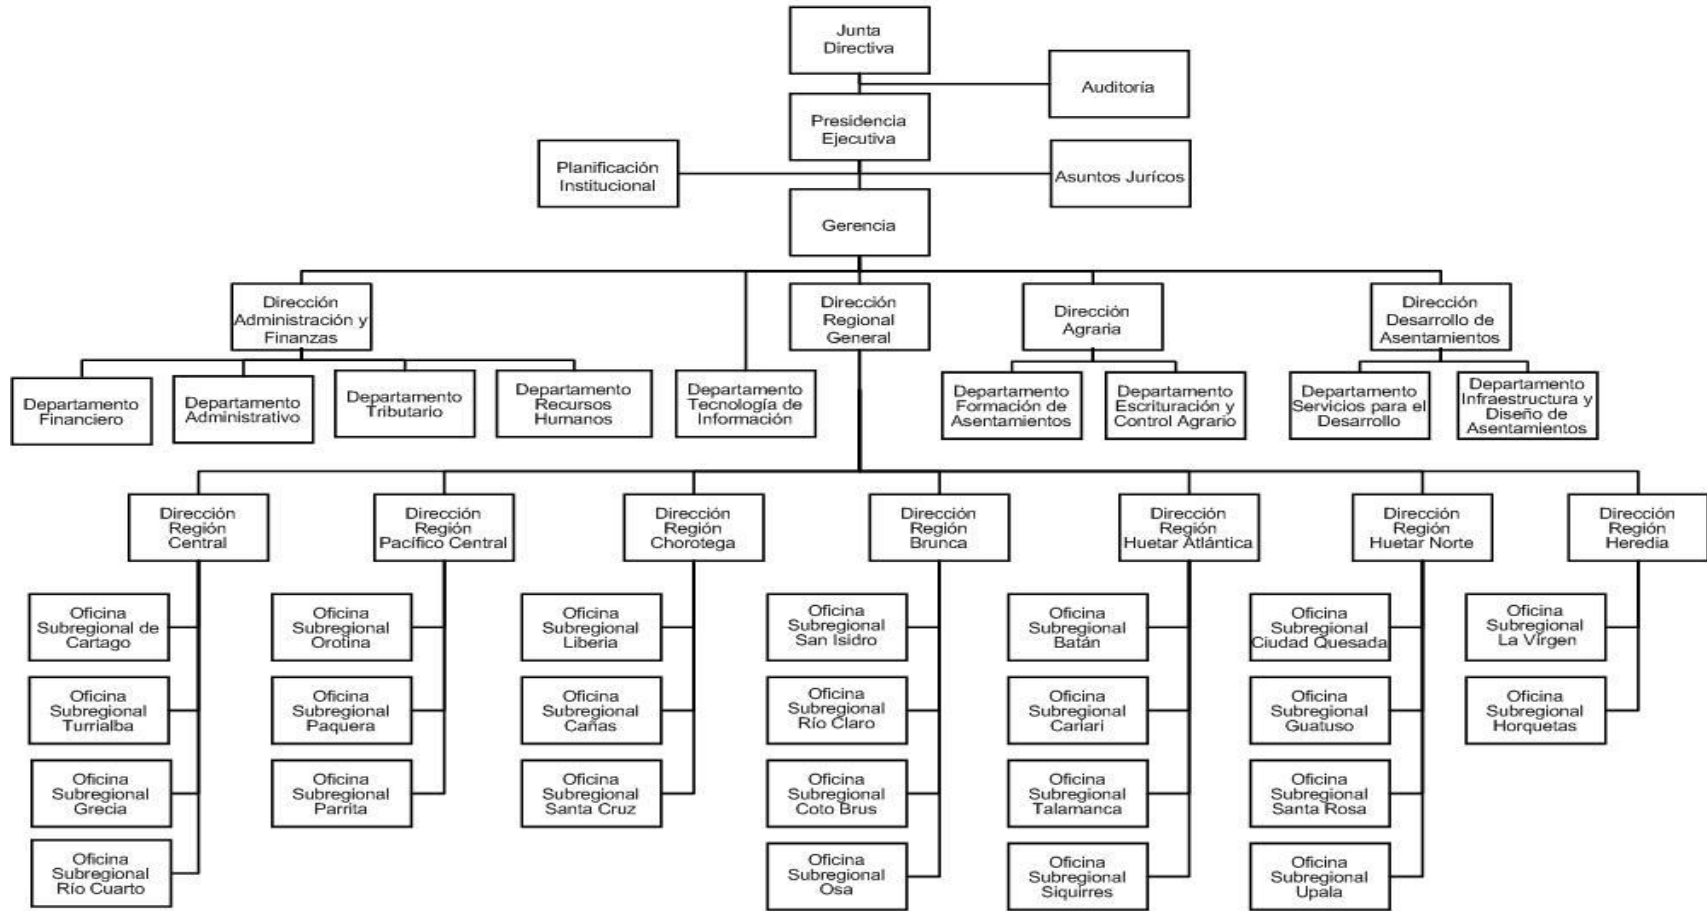 Junta
Directiva
Auditoría
Presidencia
Ejecutiva
Planificación
Institucional
Asuntos Jurícos
Gerencia
Dirección
Administración y
Finanzas
Dirección
Regional
General
Dirección
Agraria
Dirección
Desarrollo de
Asentamientos
Departamento
Financiero
Departamento
Administrativo
Departamento
Tributario
Departamento
Recursos
Humanos
Departamento
Tecnología de
Información
Departamento
Formación de
Asentamientos
Departamento
Escrituración y
Control Agrario
Departamento
Servicios para el
Desarrollo
Departamento
Infraestructura y
Diseño de
Asentamientos
Dirección
Región
Central
Dirección
Región
Pacífico Central
Dirección
Región
Chorotega
Dirección
Región
Brunca
Dirección
Región
Huetar Atlántica
Dirección
Región
Huetar Norte
Dirección
Región
Heredia
Oficina
Subregional de
Cartago
Oficina
Subregional
Orotina
Oficina
Subregional
Liberia
Oficina
Subregional
San Isidro
Oficina
Subregional
Batán
Oficina
Subregional
Ciudad Quesada
Oficina
Subregional
La Virgen
Oficina
Subregional
Turrialba
Oficina
Subregional
Paquera
Oficina
Subregional
Cañas
Oficina
Subregional
Río Claro
Oficina
Subregional
Cariari
Oficina
Subregional
Guatuso
Oficina
Subregional
Horquetas
Oficina
Subregional
Grecia
Oficina
Subregional
Parrita
Oficina
Subregional
Santa Cruz
Oficina
Subregional
Coto Brus
Oficina
Subregional
Talamanca
Oficina
Subregional
Santa Rosa
Oficina
Subregional
Río Cuarto
Oficina
Subregional
Osa
Oficina
Subregional
Siquirres
Oficina
Subregional
Upala